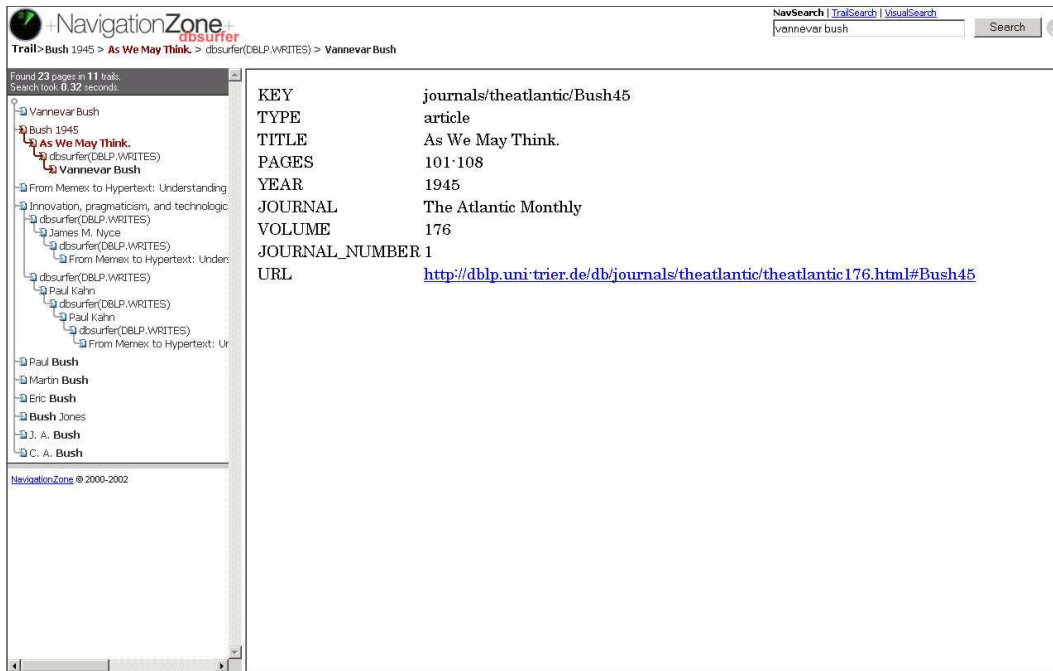 +NavigationZone+
dbsurfer
NavSearch | TrailSearch | VisualSearch
vannevar bush
Search
Trail>Bush 1945 > As We May Think. > dbsurfer(DBLP.WRITES) > Vannevar Bush
Found 23 pages in 11 trails.
Search took 0.32 seconds.
Vannevar Bush
Bush 1945
As We May Think.
dbsurfer(DBLP.WRITES)
Vannevar Bush
From Memex to Hypertext: Understanding
Innovation, pragmaticism, and technologic
dbsurfer(DBLP.WRITES)
James M. Nyce
dbsurfer(DBLP.WRITES)
From Memex to Hypertext: Unders
dbsurfer(DBLP.WRITES)
Paul Kahn
dbsurfer(DBLP.WRITES)
Paul Kahn
dbsurfer(DBLP.WRITES)
From Memex to Hypertext: Ur
Paul Bush
Martin Bush
Eric Bush
Bush Jones
J. A. Bush
C. A. Bush
NavigationZone © 2000-2002
KEY journals/theatlantic/Bush45
TYPE article
TITLE As We May Think.
PAGES 101-108
YEAR 1945
JOURNAL The Atlantic Monthly
VOLUME 176
JOURNAL_NUMBER 1
URL http://dblp.uni-trier.de/db/journals/theatlantic/theatlantic176.html#Bush45